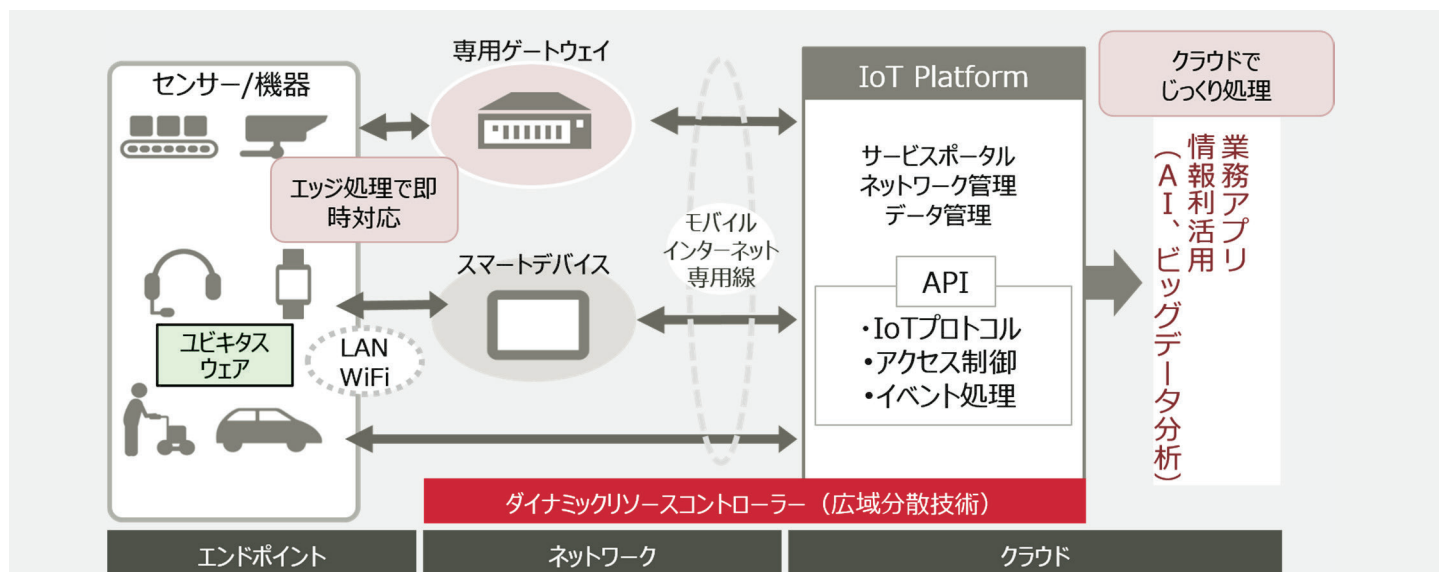 センサー/機器
専用ゲートウェイ
エッジ処理で即
時対応
スマートデバイス
ユビキタス
ウェア
LAN
WiFi
モバイル
インターネット
専用線
IoT Platform
サービスポータル
ネットワーク管理
データ管理
API
・IoTプロトコル
・アクセス制御
・イベント処理
クラウドで
じっくり処理
業務アプリ
情報利活用
(AI、ビッグデータ分析)
ダイナミックリソースコントローラー（広域分散技術）
エンドポイント
ネットワーク
クラウド